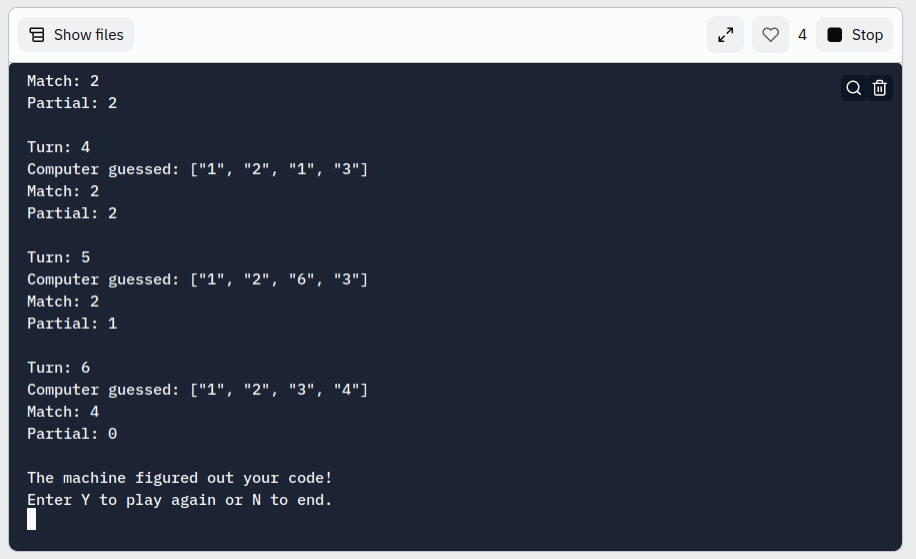 Show files
4
Stop
Match: 2
Partial: 2
Turn: 4
Computer guessed: ["1", "2", "1", "3"]
Match: 2
Partial: 2
Turn: 5
Computer guessed: ["1", "2", "6", "3"]
Match: 2
Partial: 1
Turn: 6
Computer guessed: ["1", "2", "3", "4"]
Match: 4
Partial: 0
The machine figured out your code!
Enter Y to play again or N to end.